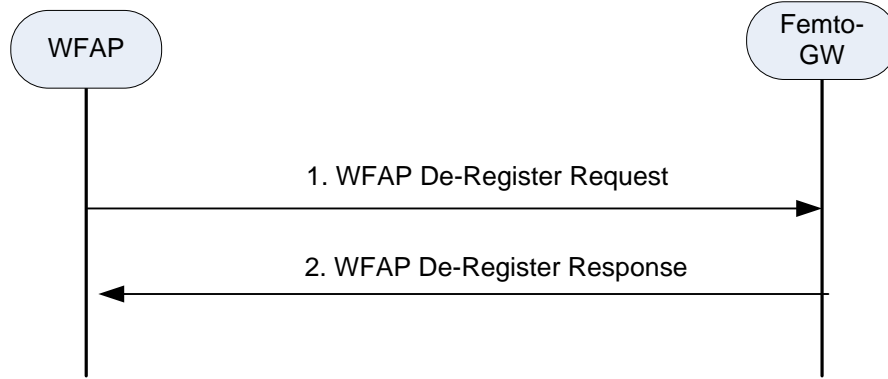 WFAP
Femto-
GW
1. WFAP De-Register Request
2. WFAP De-Register Response